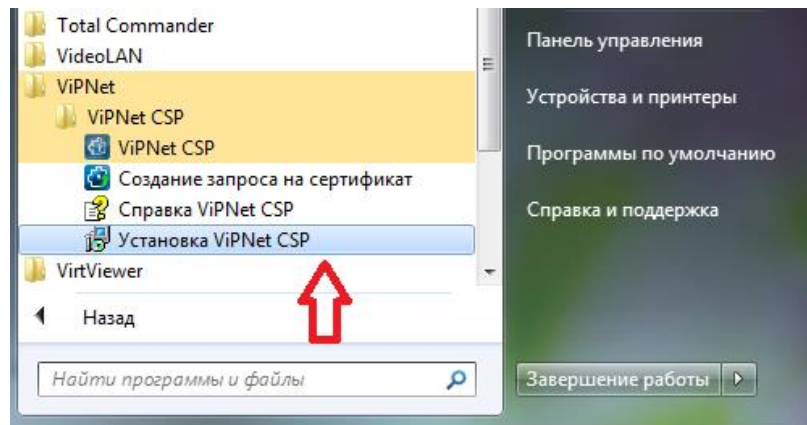 Total Commander
VideoLAN
ViPNet
ViPNet CSP
ViPNet CSP
Создание запроса на сертификат
Справка ViPNet CSP
Установка ViPNet CSP
VirtViewer
Назад
Найти программы и файлы
Панель управления
Устройства и принтеры
Программы по умолчанию
Справка и поддержка
Завершение работы